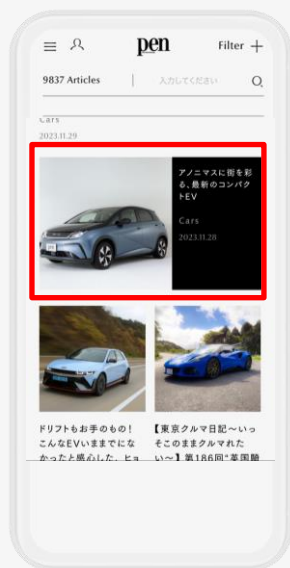 pen
Filter +
9837 Articles
入力してください
Cars
2023.11.29
アノニマスに街を彩
る、最新のコンパク
トEV
Cars
2023.11.28
ドリフトもお手のもの！
こんなEVいままでにな
かったと感心した、ヒョ
【東京クルマ日記〜いっ
そこのままクルマれた
い〜】第186回“英国騎